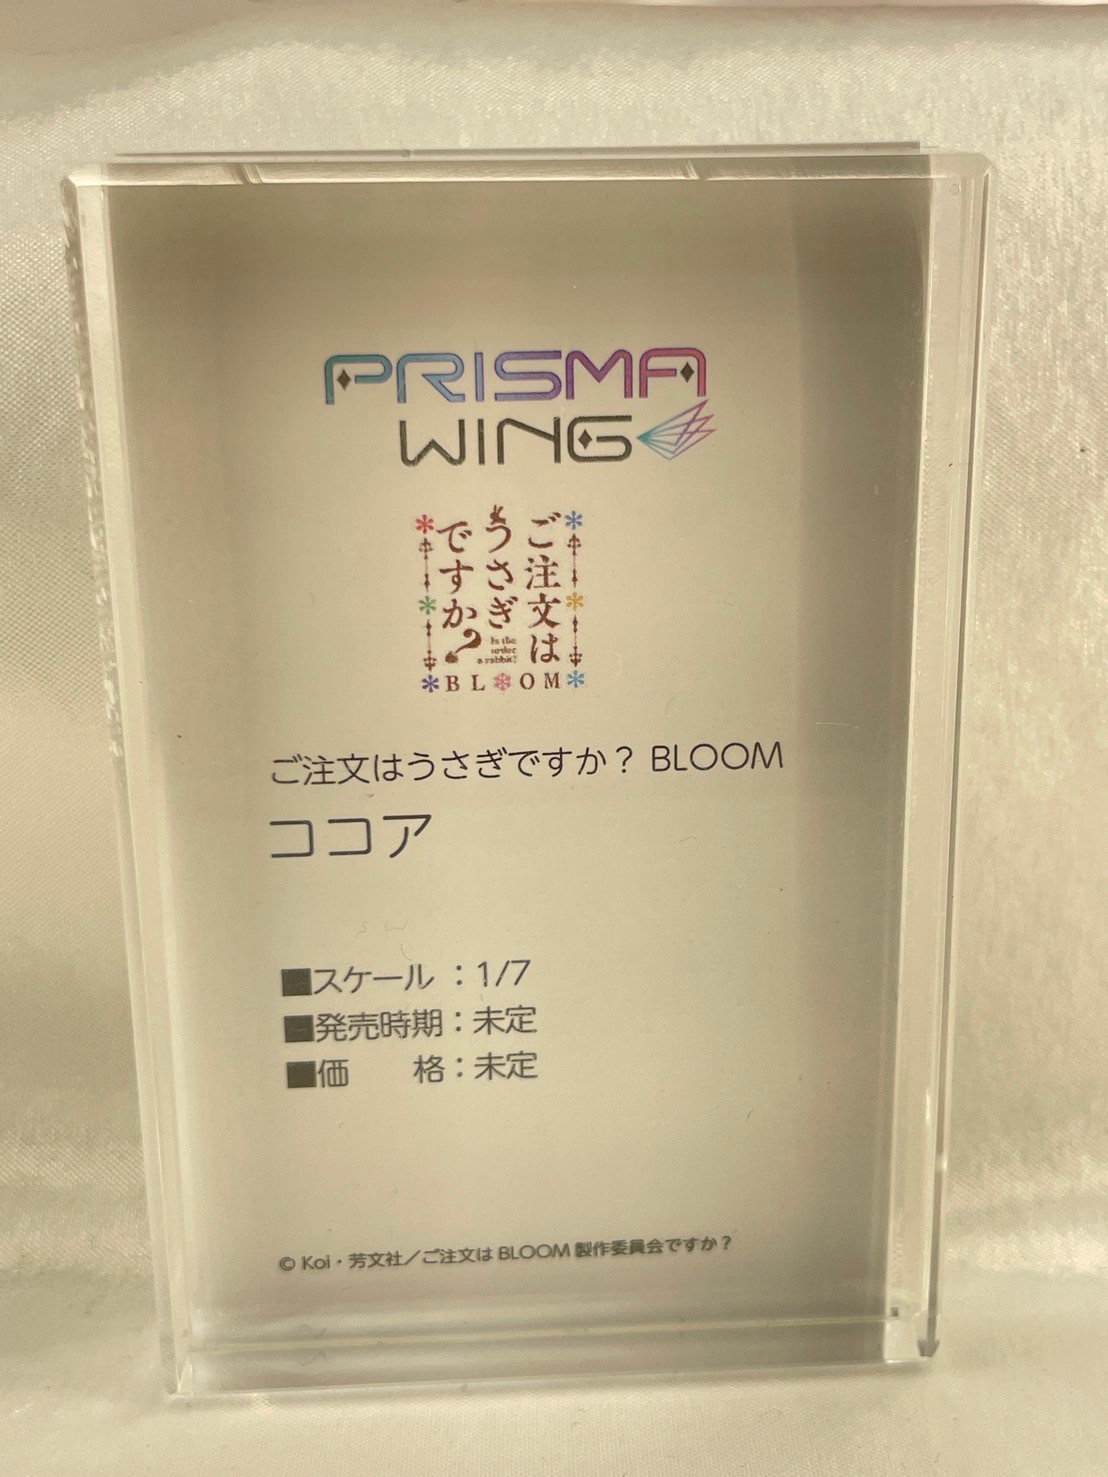 PRISMA
WING
ご注文は
うさぎ
ですか?
Is the
order
a rabbit?
BLOOM
ご注文はうさぎですか？ BLOOM
ココア
■スケール：1/7
■発売時期：未定
■価　　格：未定
© Koi・芳文社／ご注文は BLOOM 製作委員会ですか？